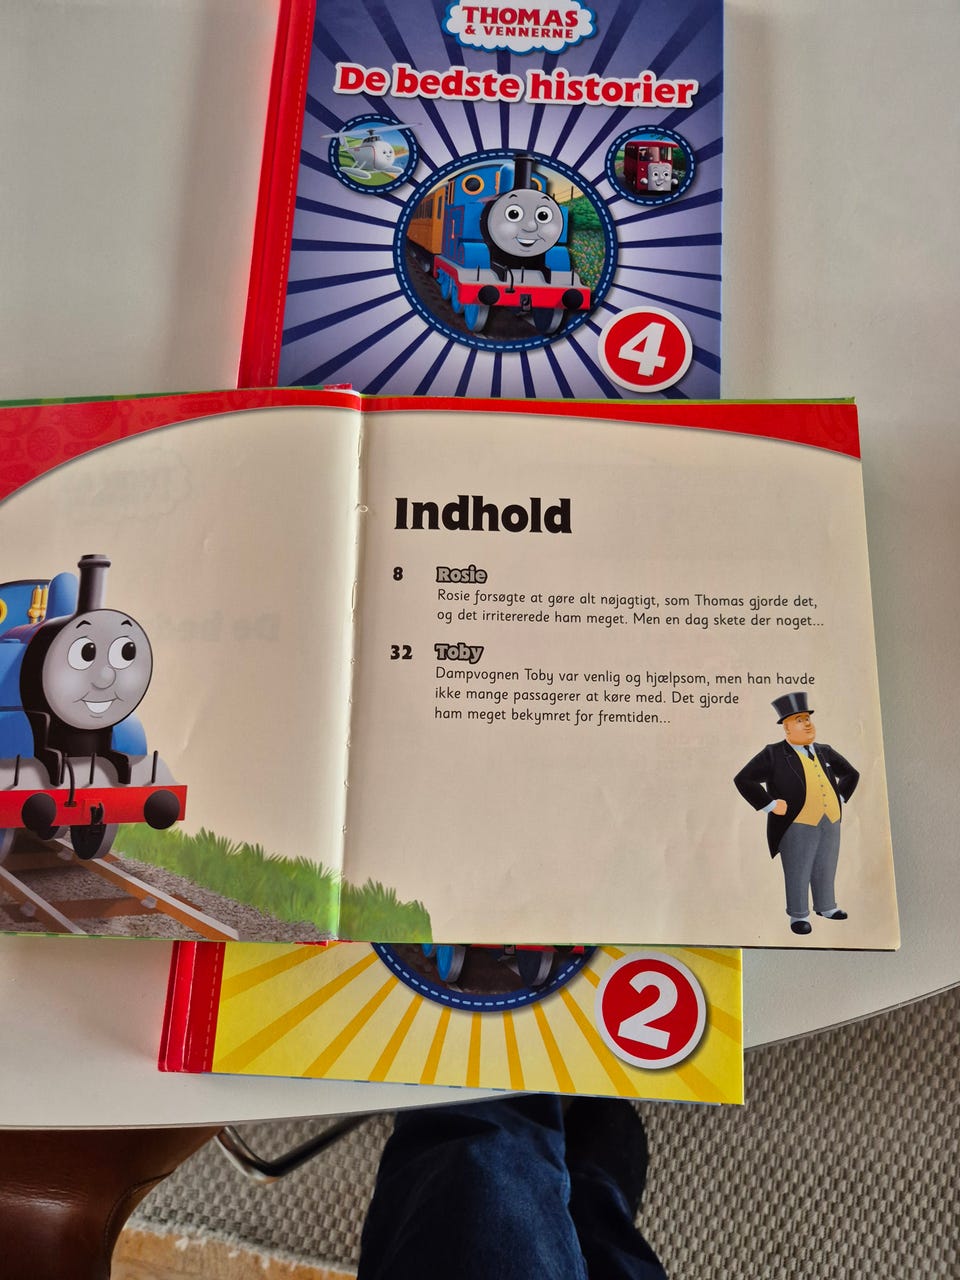 THOMAS
& VENNERNE
De bedste historier
4
Indhold
8 Rosie
Rosie forsøgte at gøre alt nøjagtigt, som Thomas gjorde det,
og det irritererede ham meget. Men en dag skete der noget...
32 Toby
Dampvognen Toby var venlig og hjælpsom, men han havde
ikke mange passagerer at køre med. Det gjorde
ham meget bekymret for fremtiden...
2